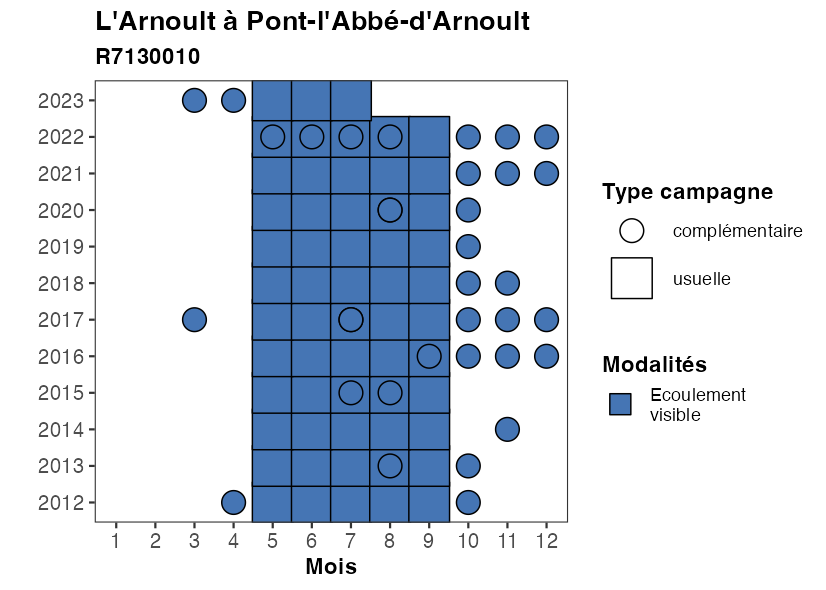 L'Arnoult à Pont-l'Abbé-d'Arnoult
R7130010
2023
2022
2021
2020
2019
2018
2017
2016
2015
2014
2013
2012
1 2 3 4 5 6 7 8 9 10 11 12
Mois
Type campagne
complémentaire
usuelle
Modalités
Ecoulement
visible